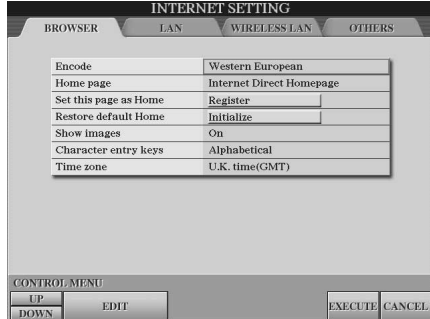 INTERNET SETTING
BROWSER LAN WIRELESS LAN OTHERS
Encode Western European
Home page Internet Direct Homepage
Set this page as Home Register
Restore default Home Initialize
Show images On
Character entry keys Alphabetical
Time zone U.K. time(GMT)
CONTROL MENU
UP
DOWN
EDIT
EXECUTE CANCEL